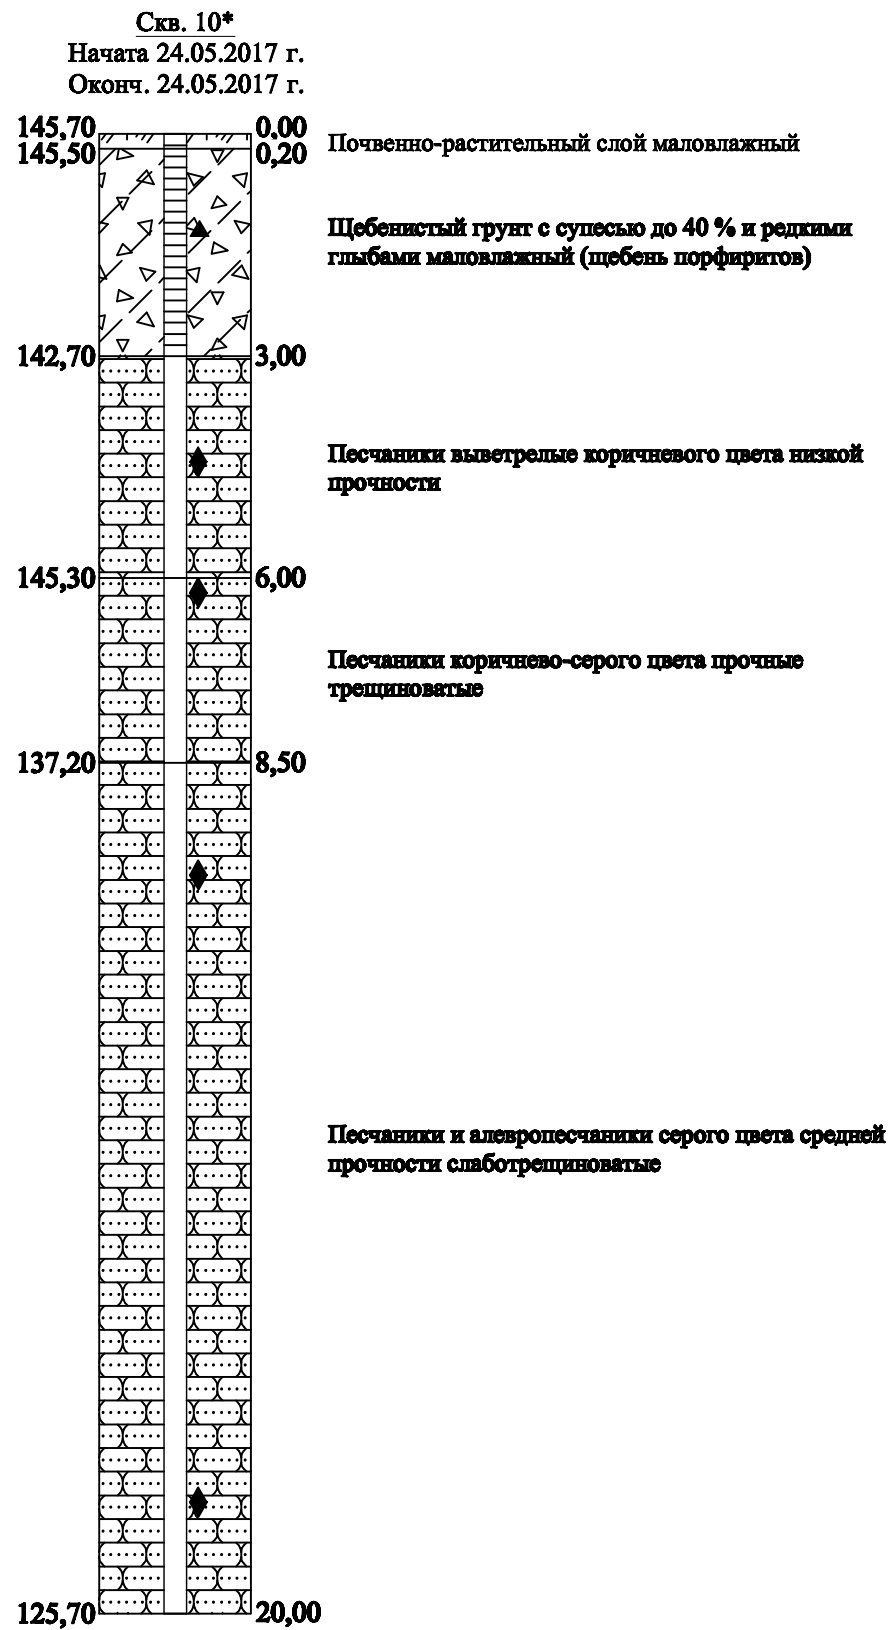 Скв. 10*
Начата 24.05.2017 г.
Оконч. 24.05.2017 г.
145,70 0,00
145,50 0,20
Почвенно-растительный слой маловлажный
Щебенистый грунт с супесью до 40 % и редкими
глыбами маловлажный (щебень порфиритов)
142,70 3,00
Песчаники выветрелые коричневого цвета низкой
прочности
145,30 6,00
Песчаники коричнево-серого цвета прочные
трещиноватые
137,20 8,50
Песчаники и алевропесчаники серого цвета средней
прочности слаботрещиноватые
125,70 20,00